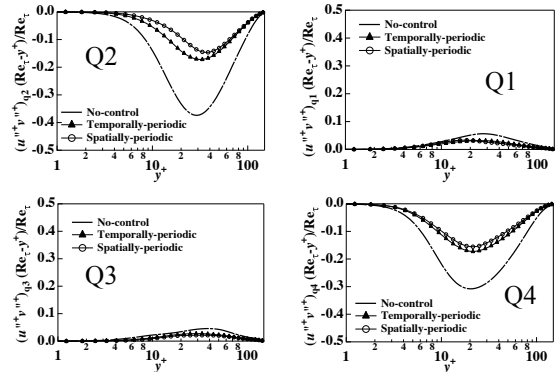 0.0
-0.1
-0.2
-0.3
-0.4
-0.5
(u''⁺v''⁺)q2 (Reτ-y⁺)/Reτ
Q2
No-control
Temporally-periodic
Spatially-periodic
1 2 4 6 8 10 2 4 6 8 100
y⁺
0.5
0.4
0.3
0.2
0.1
0.0
(u''⁺v''⁺)q1 (Reτ-y⁺)/Reτ
No-control
Temporally-periodic
Spatially-periodic
Q1
1 2 4 6 8 10 2 4 6 8 100
y⁺
0.5
0.4
0.3
0.2
0.1
0.0
(u''⁺v''⁺)q3 (Reτ-y⁺)/Reτ
No-control
Temporally-periodic
Spatially-periodic
Q3
1 2 4 6 8 10 2 4 6 8 100
y⁺
0.0
-0.1
-0.2
-0.3
-0.4
-0.5
(u''⁺v''⁺)q4 (Reτ-y⁺)/Reτ
No-control
Temporally-periodic
Spatially-periodic
Q4
1 2 4 6 8 10 2 4 6 8 100
y⁺